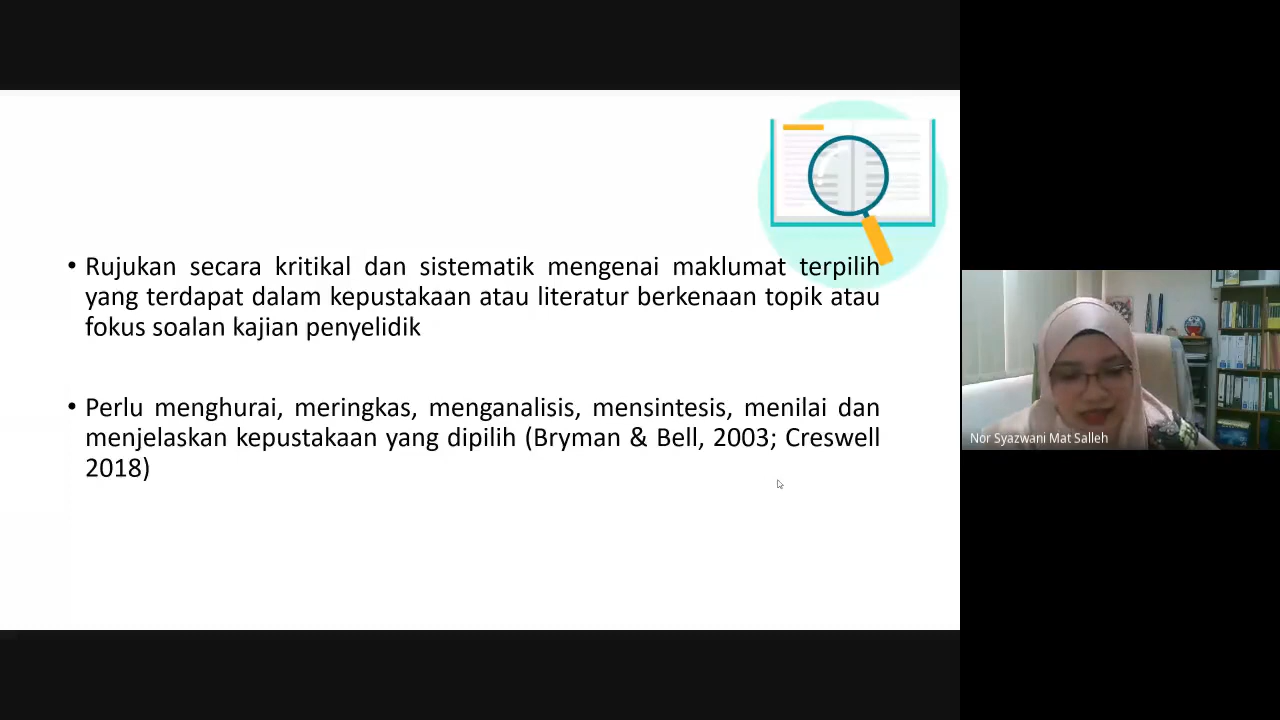 • Rujukan secara kritikal dan sistematik mengenai maklumat terpilih
yang terdapat dalam kepustakaan atau literatur berkenaan topik atau
fokus soalan kajian penyelidik
• Perlu menghurai, meringkas, menganalisis, mensintesis, menilai dan
menjelaskan kepustakaan yang dipilih (Bryman & Bell, 2003; Creswell
2018)
Nor Syazwani Mat Salleh